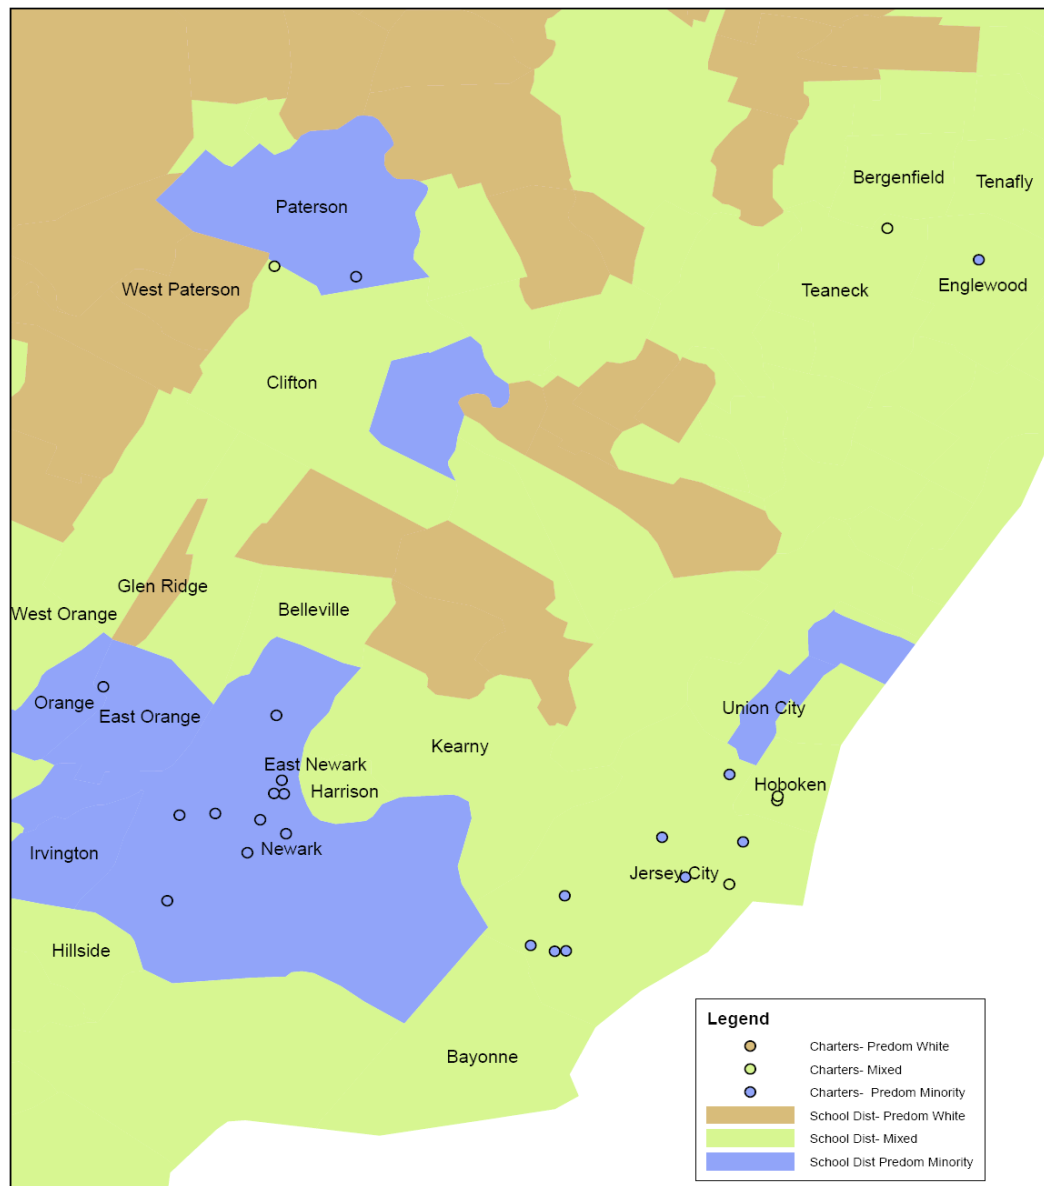 Bergenfield
Tenafly
Paterson
West Paterson
Teaneck
Englewood
Clifton
Glen Ridge
West Orange
Belleville
Orange
East Orange
Union City
Kearny
East Newark
Harrison
Hoboken
Irvington
Newark
Jersey City
Hillside
Bayonne
Legend
Charters- Predom White
Charters- Mixed
Charters- Predom Minority
School Dist- Predom White
School Dist- Mixed
School Dist Predom Minority